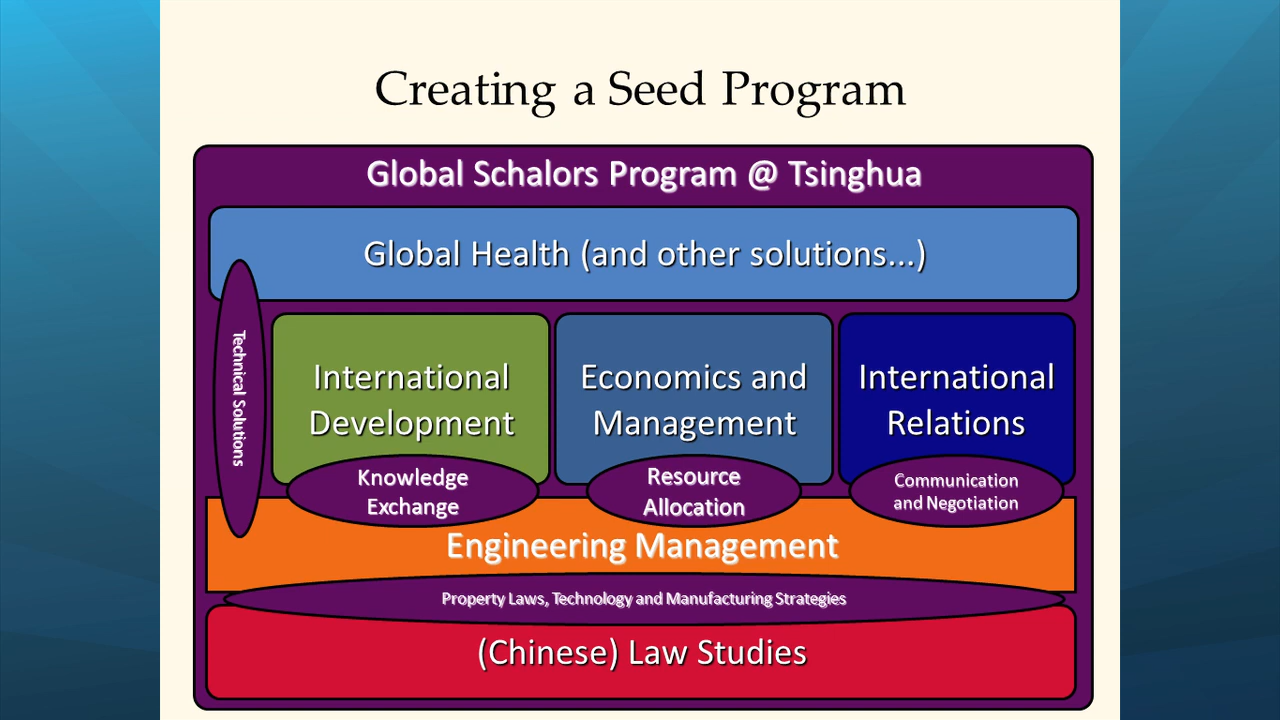 Creating a Seed Program
Global Schalors Program @ Tsinghua
Global Health (and other solutions...)
Technical Solutions
International
Development
Economics and
Management
International
Relations
Knowledge
Exchange
Resource
Allocation
Communication
and Negotiation
Engineering Management
Property Laws, Technology and Manufacturing Strategies
(Chinese) Law Studies